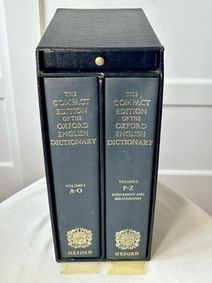 THE
COMPACT
EDITION
OF THE
OXFORD
ENGLISH
DICTIONARY
VOLUME I
A-O
OXFORD
THE
COMPACT
EDITION
OF THE
OXFORD
ENGLISH
DICTIONARY
VOLUME II
P-Z
SUPPLEMENT AND
BIBLIOGRAPHY
OXFORD